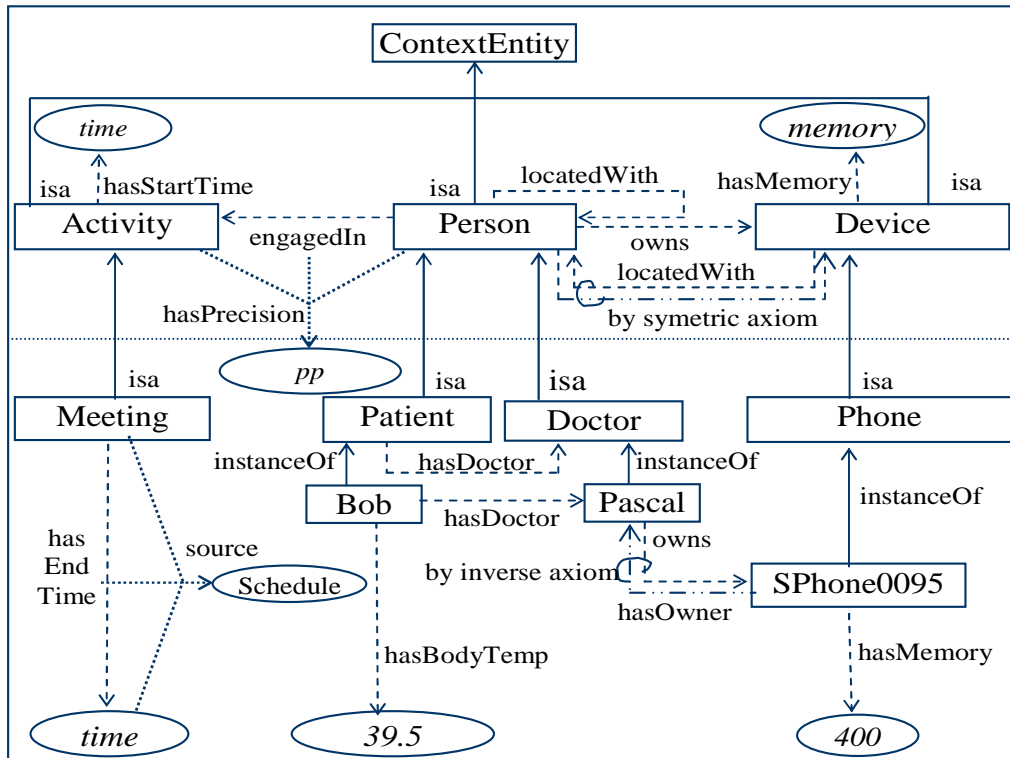 ContextEntity
time
memory
isa
hasStartTime
isa
locatedWith
hasMemory
isa
Activity
Person
Device
engagedIn
owns
locatedWith
hasPrecision
by symetric axiom
pp
isa
isa
isa
isa
Meeting
Patient
Doctor
Phone
instanceOf
hasDoctor
instanceOf
instanceOf
Bob
hasDoctor
Pascal
has
End
Time
source
owns
by inverse axiom
Schedule
SPhone0095
hasOwner
hasBodyTemp
hasMemory
time
39.5
400